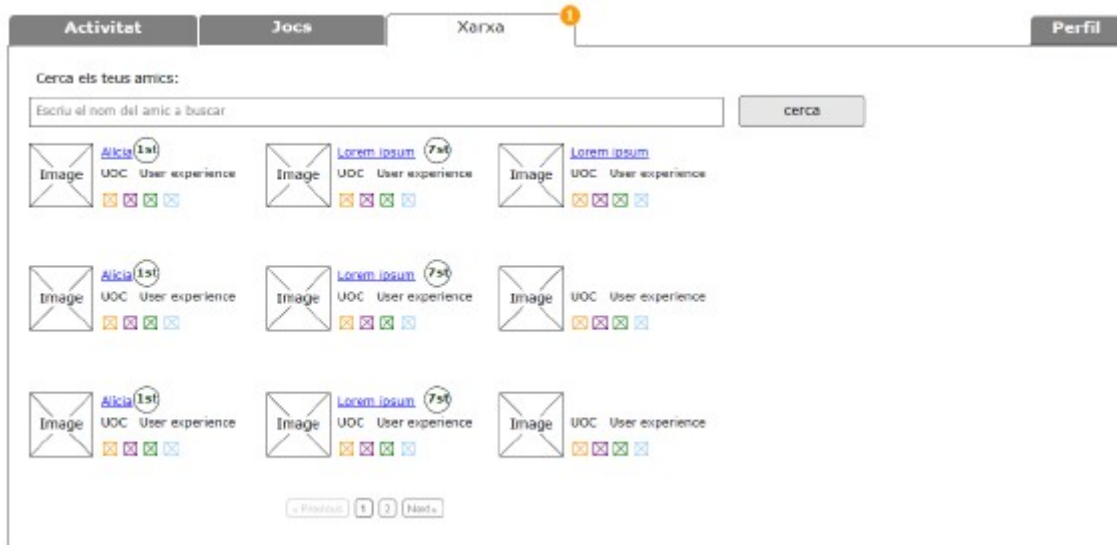 Activitat Jocs Xarxa 1 Perfil
Cerca els teus amics:
Escriu el nom del amic a buscar cerca
Image Alicia 1st UOC User experience
Image Lorem ipsum 7st UOC User experience
Image Lorem ipsum UOC User experience
Image Alicia 1st UOC User experience
Image Lorem ipsum 7st UOC User experience
Image UOC User experience
Image Alicia 1st UOC User experience
Image Lorem ipsum 7st UOC User experience
Image UOC User experience
« Previous 1 2 Next »